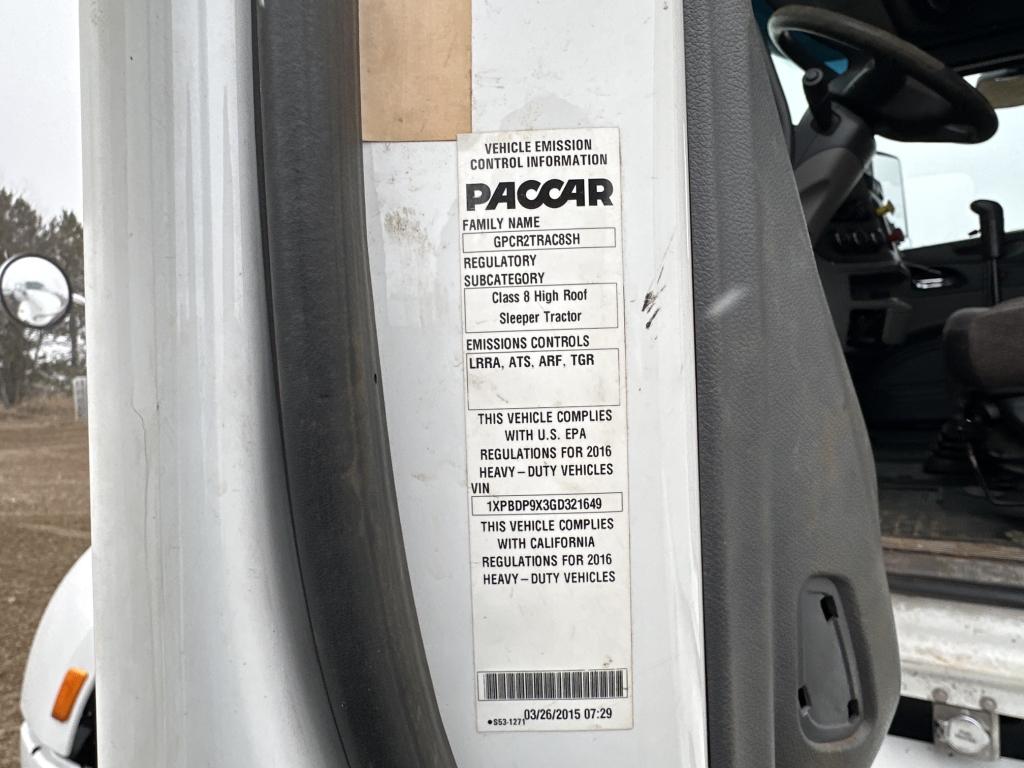 VEHICLE EMISSION
CONTROL INFORMATION
PACCAR
FAMILY NAME
GPCR2TRAC8SH
REGULATORY
SUBCATEGORY
Class 8 High Roof
Sleeper Tractor
EMISSIONS CONTROLS
LRRA, ATS, ARF, TGR
THIS VEHICLE COMPLIES
WITH U.S. EPA
REGULATIONS FOR 2016
HEAVY-DUTY VEHICLES
VIN
1XPBDP9X3GD321649
THIS VEHICLE COMPLIES
WITH CALIFORNIA
REGULATIONS FOR 2016
HEAVY-DUTY VEHICLES
•S53-1271 03/26/2015 07:29